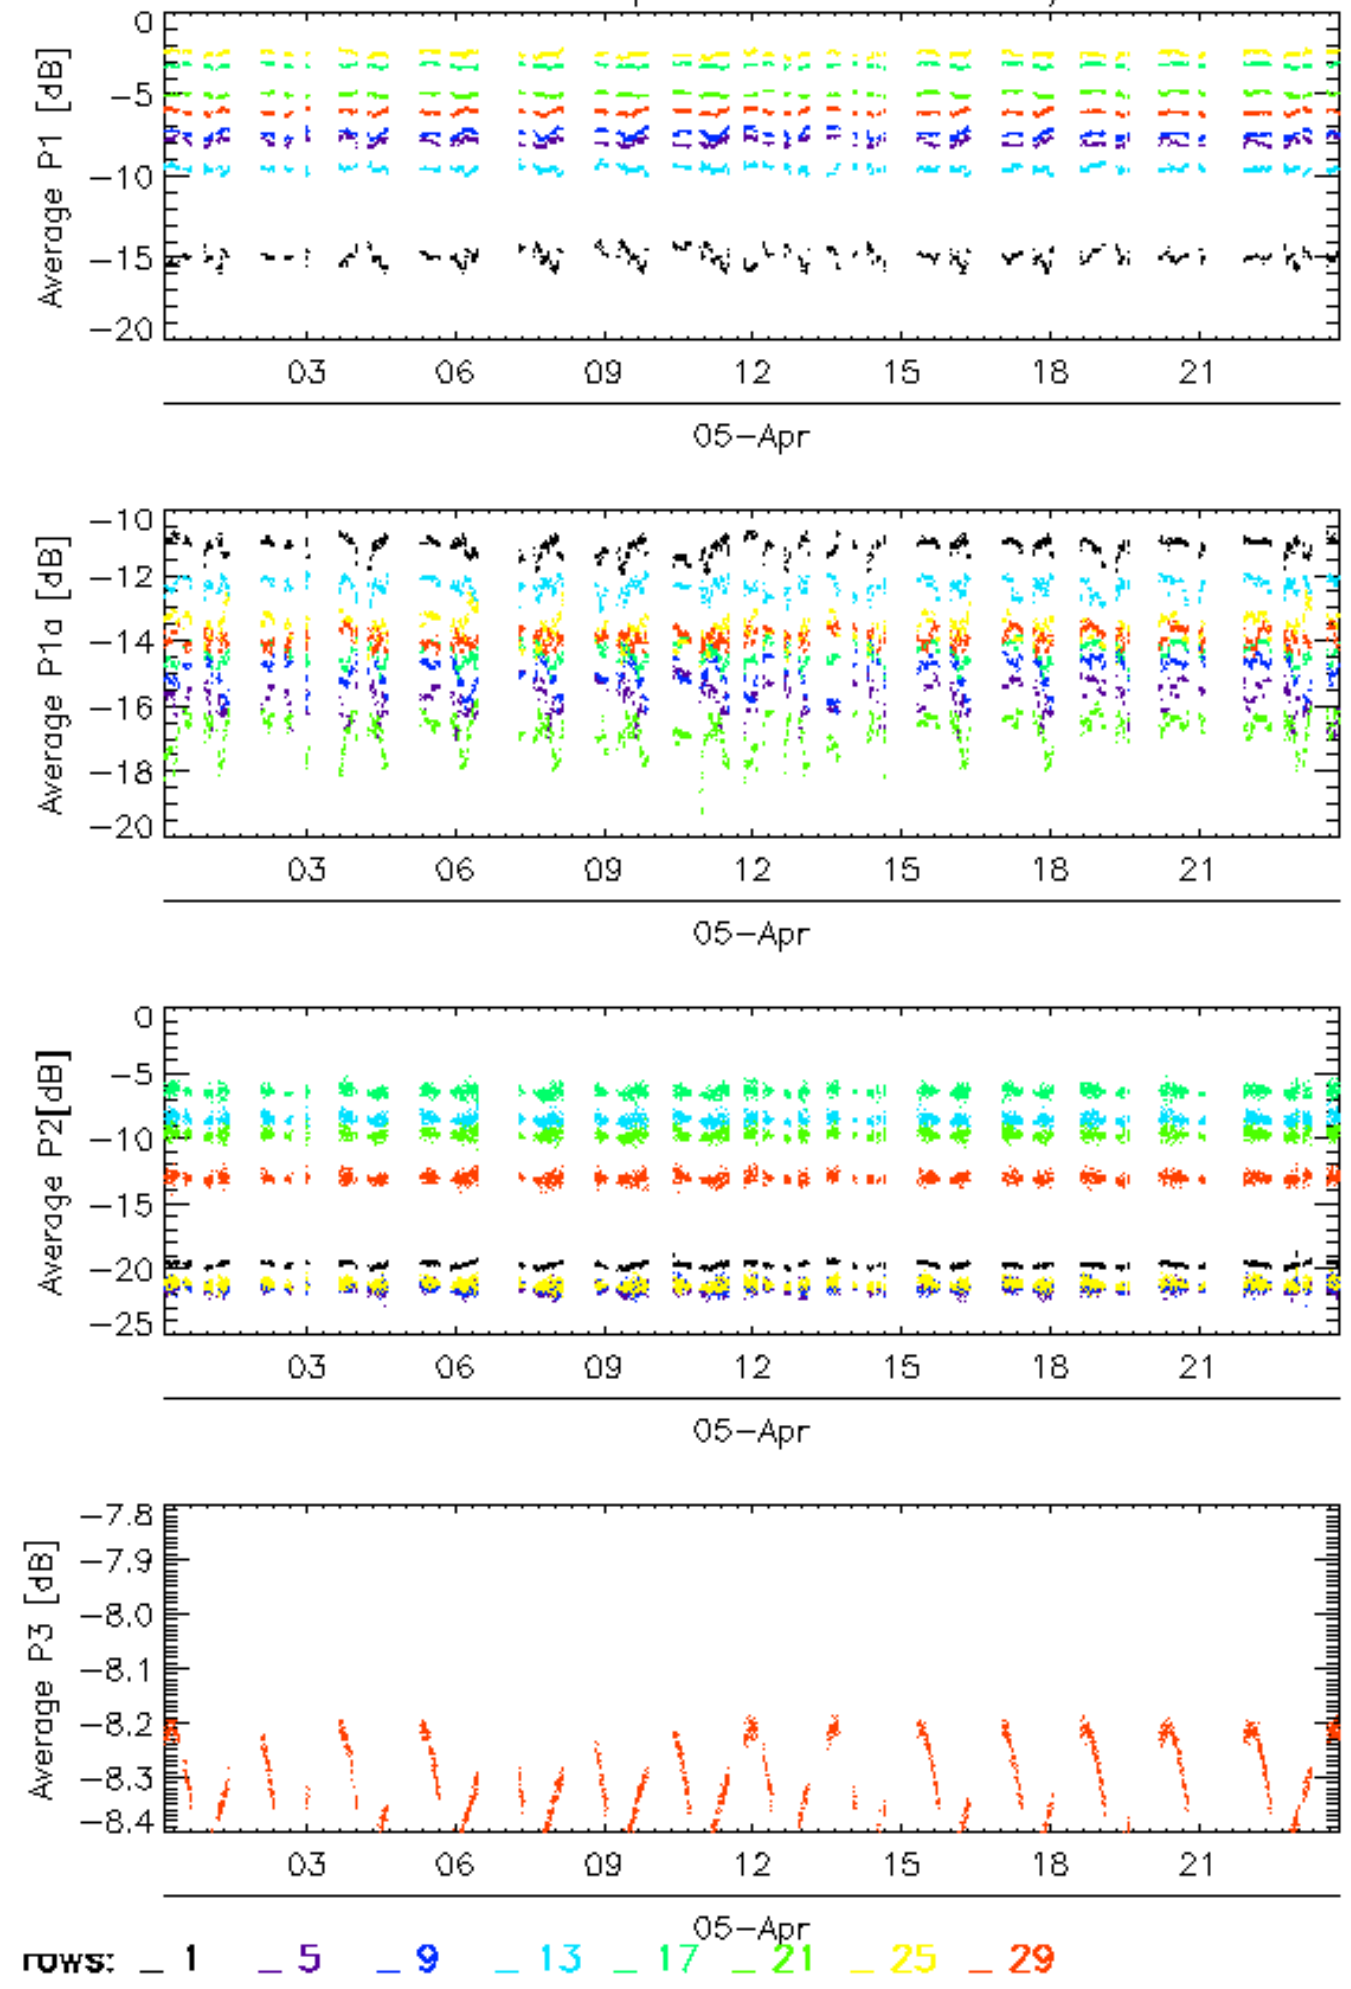 0
−5
−10
−15
−20
Average P1 [dB]
03 06 09 12 15 18 21
05−Apr
−10
−12
−14
−16
−18
−20
Average P1a [dB]
03 06 09 12 15 18 21
05−Apr
0
−5
−10
−15
−20
−25
Average P2[dB]
03 06 09 12 15 18 21
05−Apr
−7.8
−7.9
−8.0
−8.1
−8.2
−8.3
−8.4
Average P3 [dB]
03 06 09 12 15 18 21
05−Apr
rows: _ 1 _ 5 _ 9 _ 13 _ 17 _ 21 _ 25 _ 29